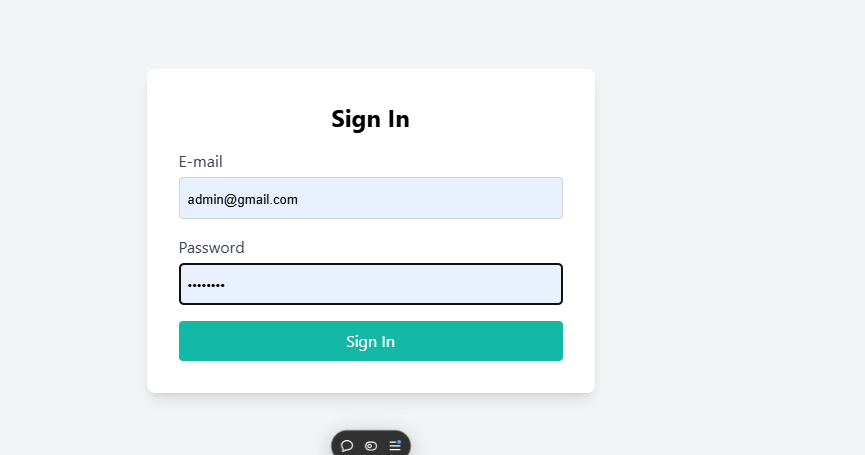 Sign In
E-mail
admin@gmail.com
Password
••••••••
Sign In